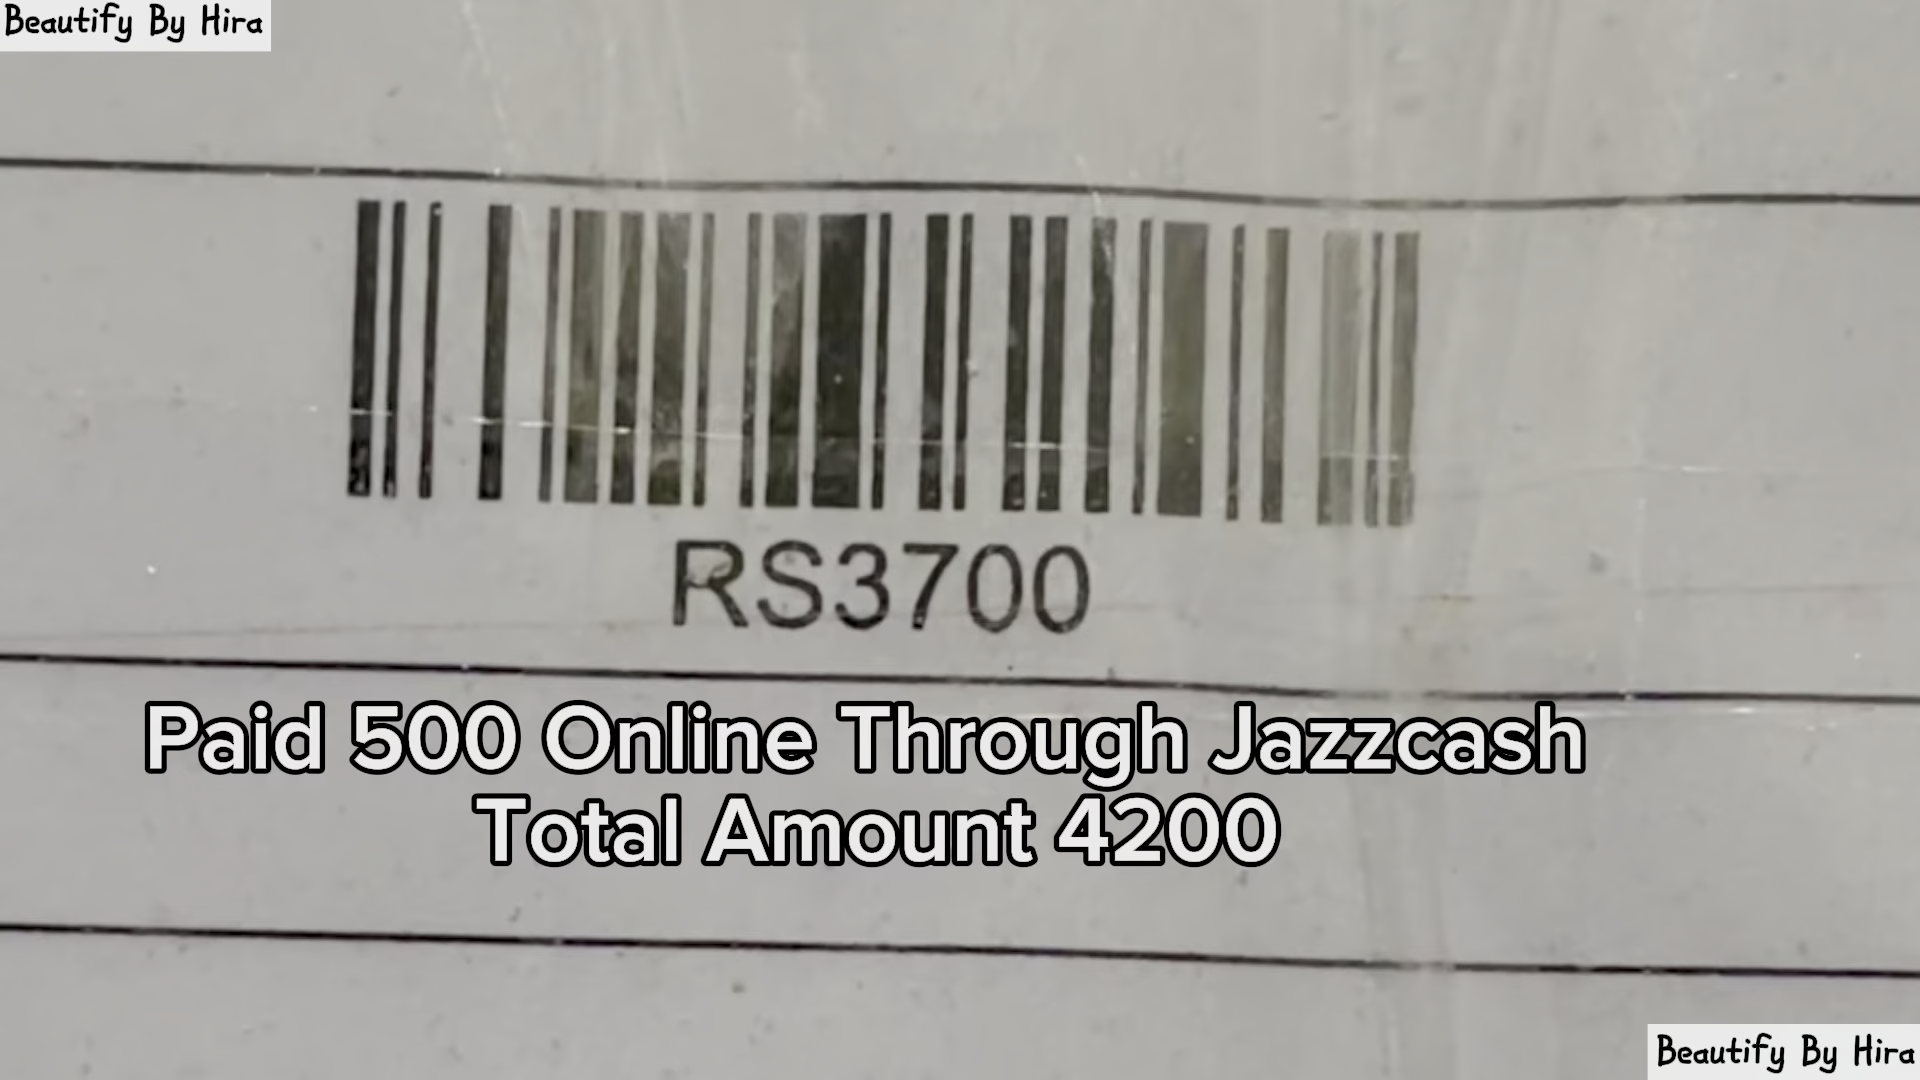 Beautify By Hira
RS3700
Paid 500 Online Through Jazzcash
Total Amount 4200
Beautify By Hira